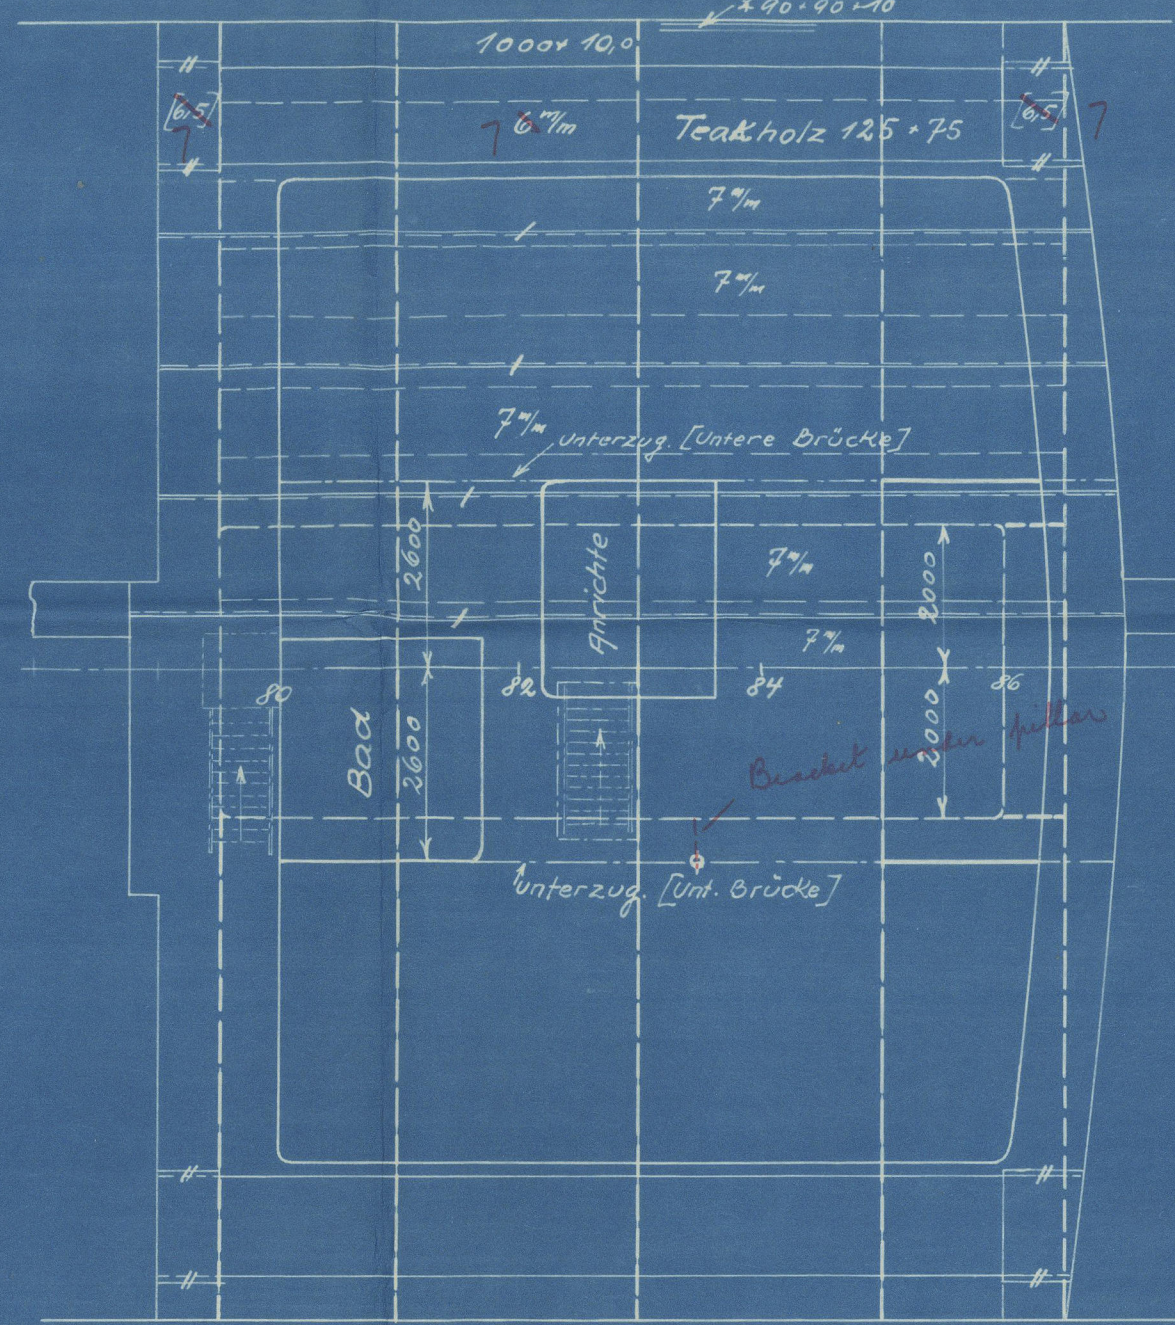 ∗ 90·90·10
1000× 10,0
[6,5]
7
7 6 m/m
Teakholz 125 · 75
[6,5] 7
7 m/m
7 m/m
7 m/m
Unterzug. [Untere Brücke]
2600
Anrichte
7 m/m
2000
7 m/m
80
82
84
86
Bad
2600
2000
Bracket under pillar
Unterzug. [Unt. Brücke]